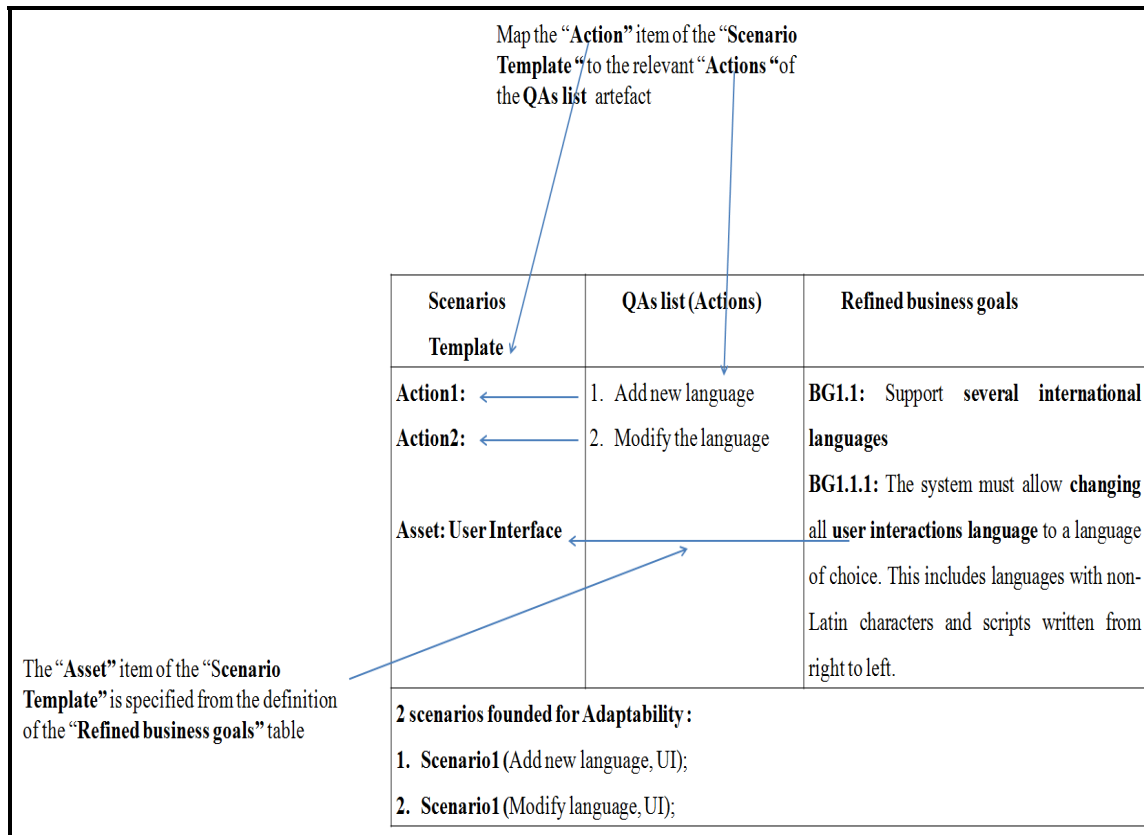 Map the “Action” item of the “Scenario
Template “ to the relevant “Actions “of
the QAs list artefact
Scenarios
Template
QAs list (Actions)
Refined business goals
Action1:
Action2:
Asset: User Interface
1. Add new language
2. Modify the language
BG1.1: Support several international
languages
BG1.1.1: The system must allow changing
all user interactions language to a language
of choice. This includes languages with non-
Latin characters and scripts written from
right to left.
The “Asset” item of the “Scenario
Template” is specified from the definition
of the “Refined business goals” table
2 scenarios founded for Adaptability :
1. Scenario1 (Add new language, UI);
2. Scenario1 (Modify language, UI);